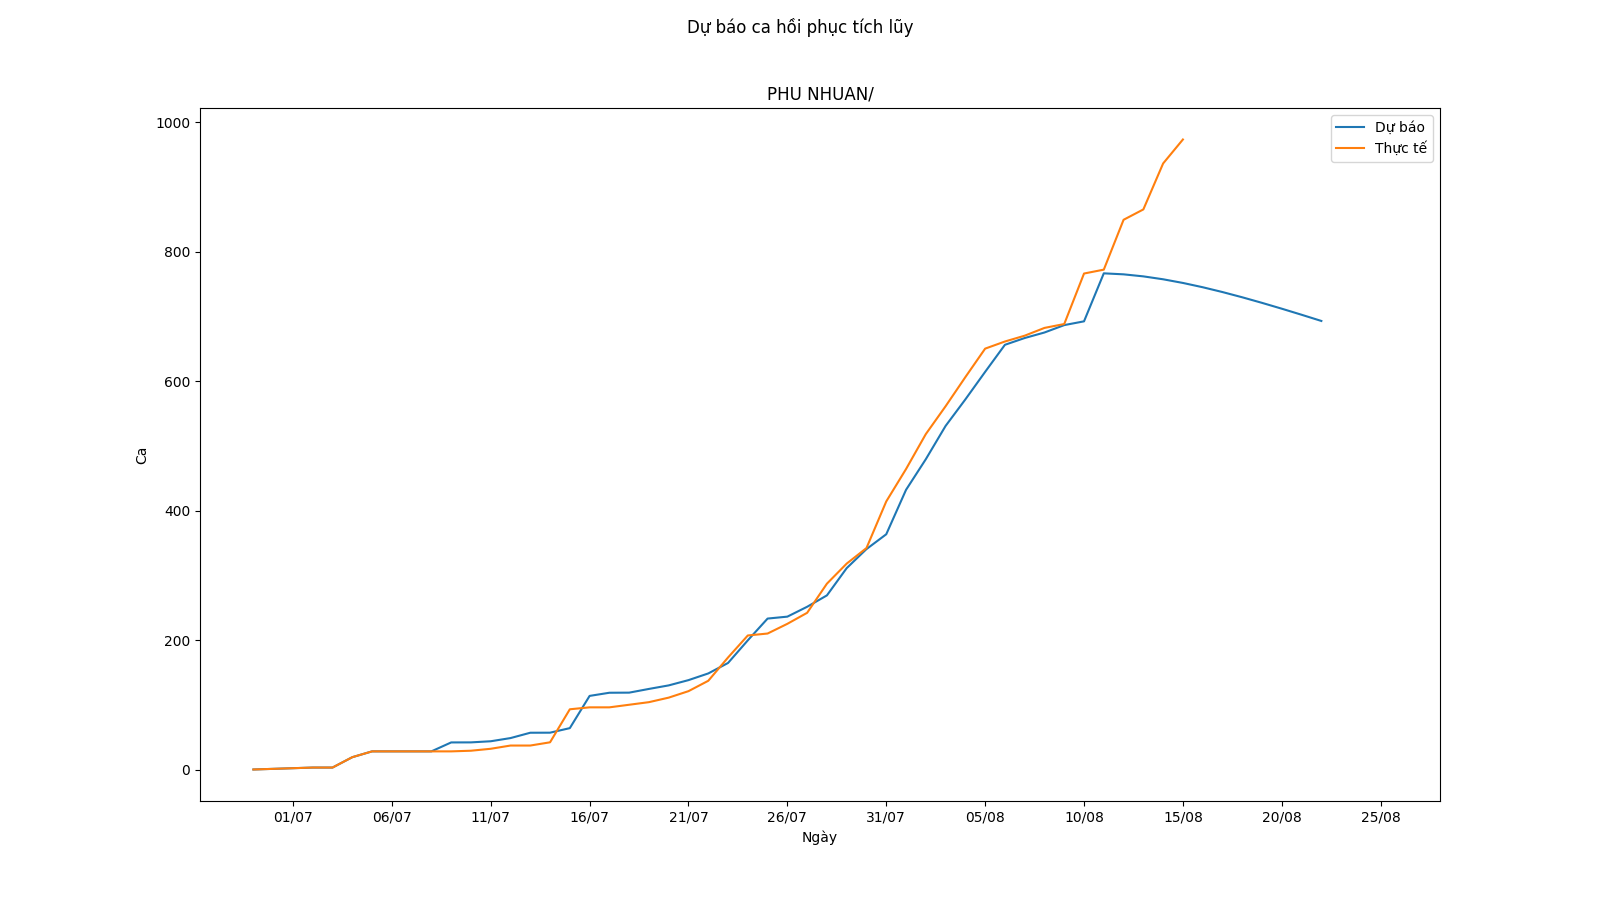 Dự báo ca hồi phục tích lũy
PHU NHUAN/
Dự báo
Thực tế
1000
800
600
400
200
0
Ca
01/07 06/07 11/07 16/07 21/07 26/07 31/07 05/08 10/08 15/08 20/08 25/08
Ngày